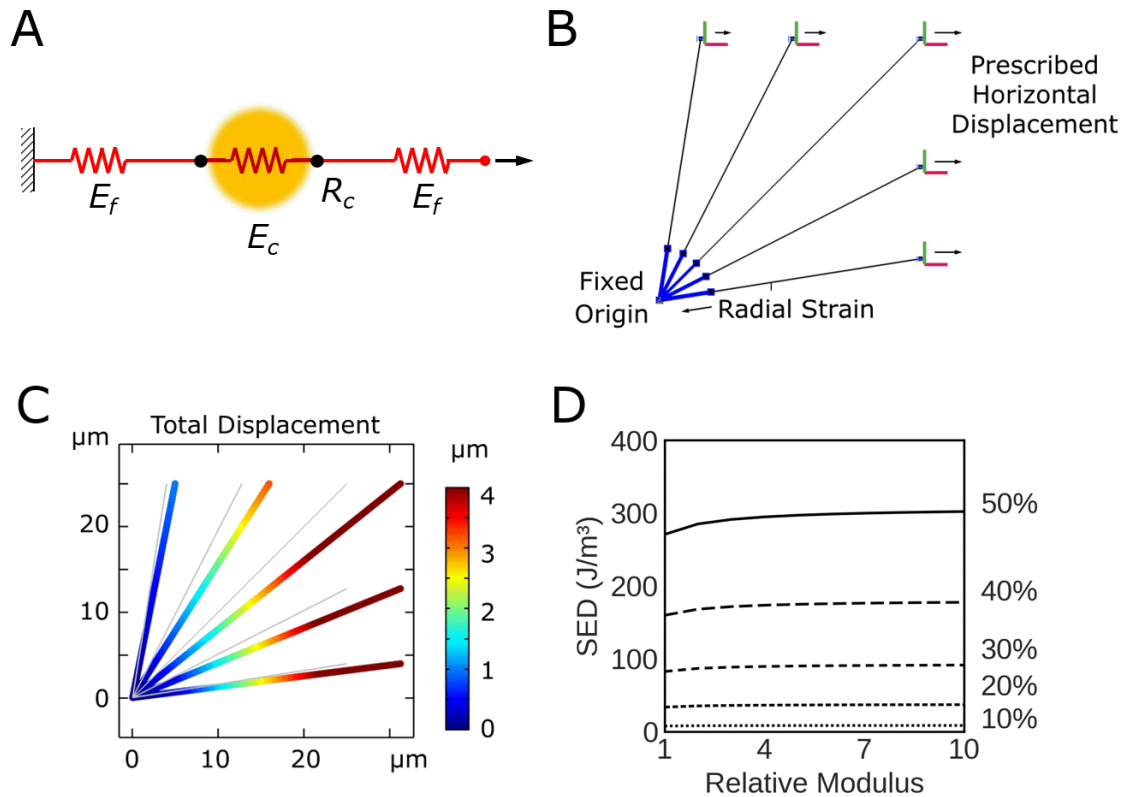 A
E_f
E_c
R_c
E_f
B
Prescribed
Horizontal
Displacement
Fixed
Origin
Radial Strain
C
Total Displacement
μm
μm
20
10
0
0
10
20
μm
4
3
2
1
0
D
SED (J/m³)
400
300
200
100
0
50%
40%
30%
20%
10%
1
4
7
10
Relative Modulus